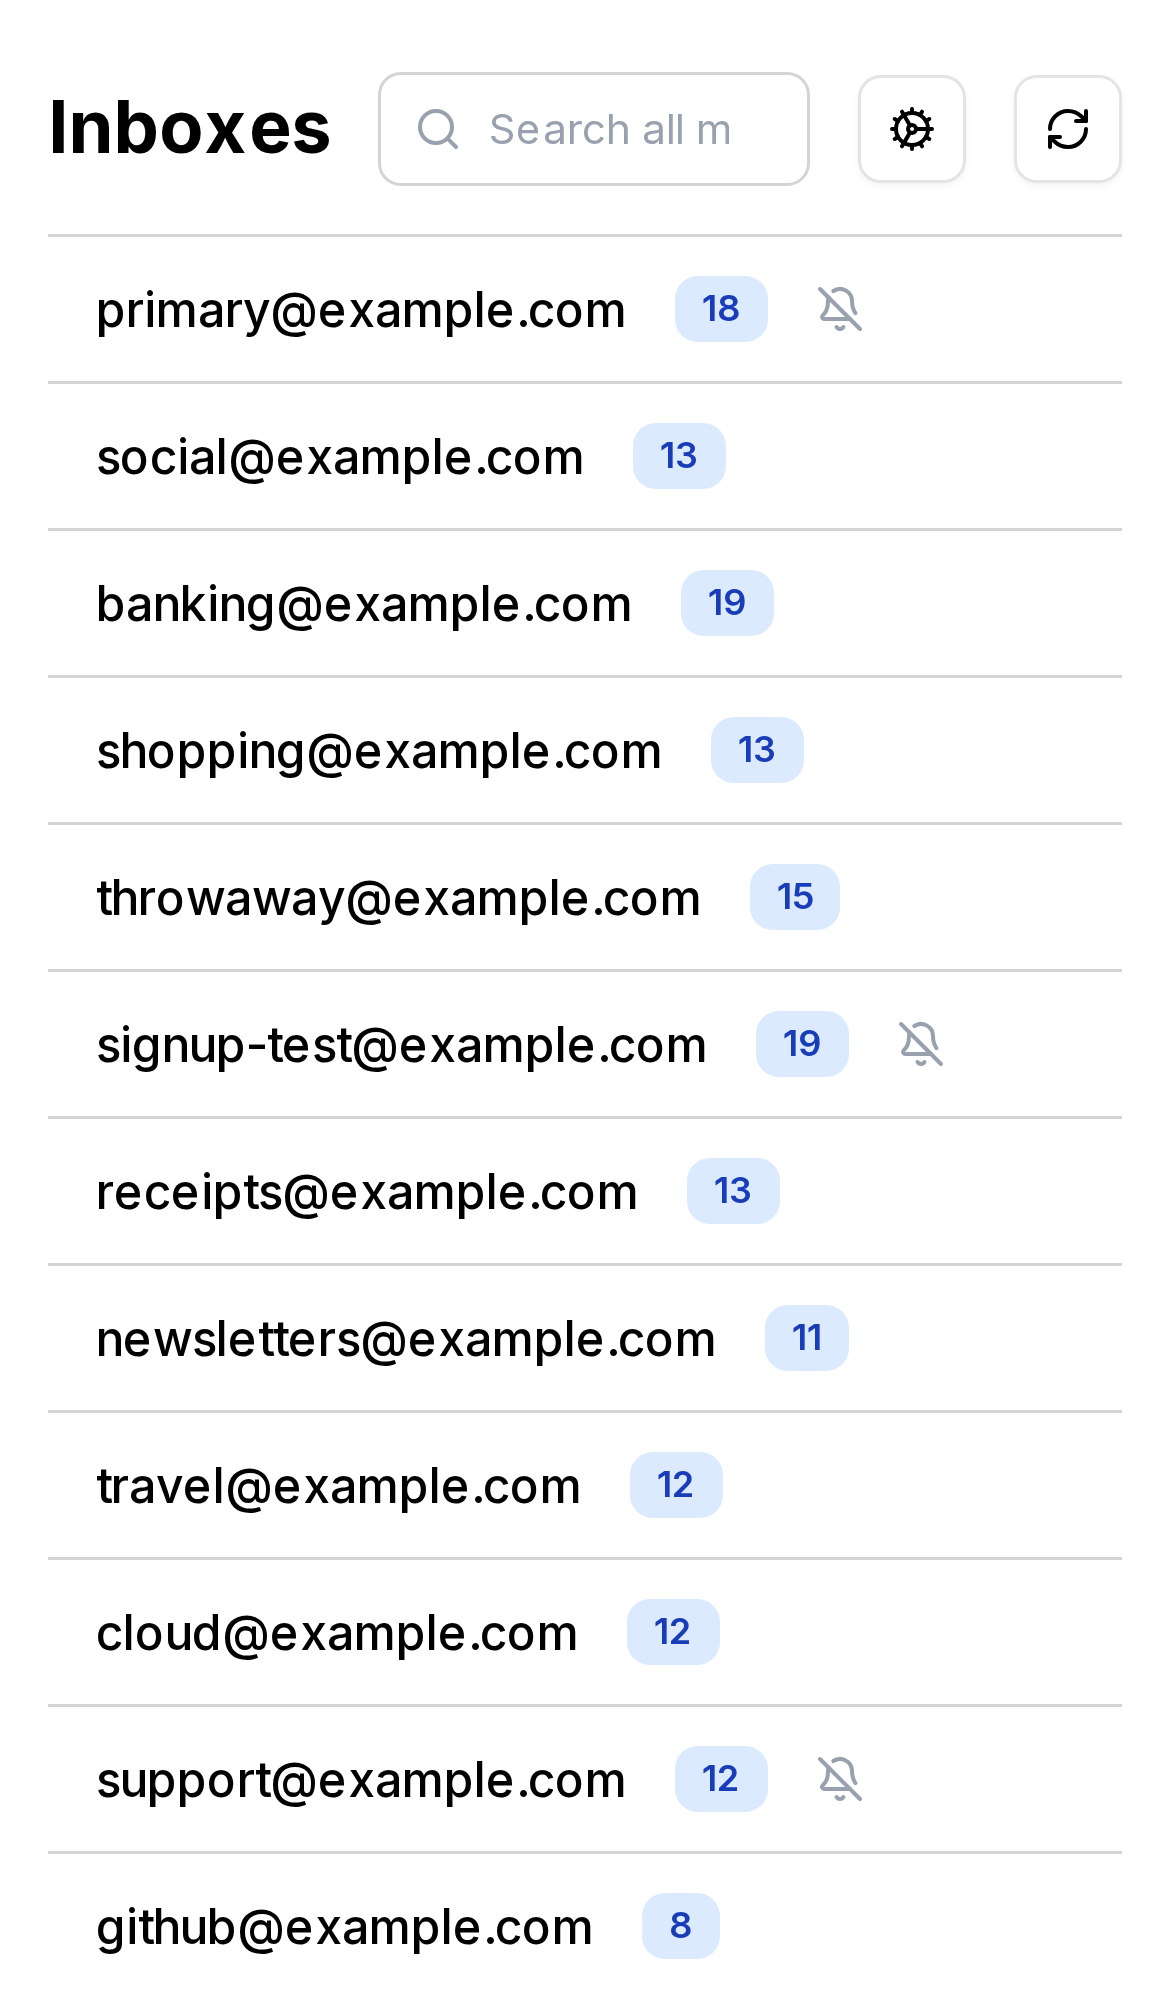 Inboxes Search all m
primary@example.com 18
social@example.com 13
banking@example.com 19
shopping@example.com 13
throwaway@example.com 15
signup-test@example.com 19
receipts@example.com 13
newsletters@example.com 11
travel@example.com 12
cloud@example.com 12
support@example.com 12
github@example.com 8